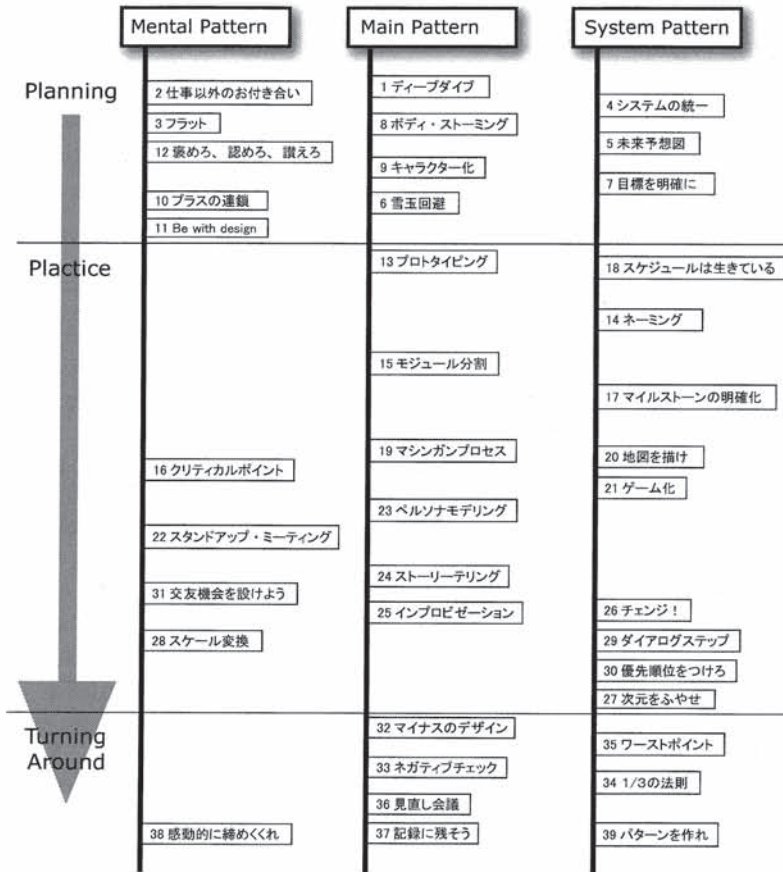 Mental Pattern
Main Pattern
System Pattern
Planning
2 仕事以外のお付き合い
3 フラット
12 褒めろ、認めろ、讃えろ
10 プラスの連鎖
11 Be with design
1 ディープダイブ
8 ボディ・ストーミング
9 キャラクター化
6 雪玉回避
4 システムの統一
5 未来予想図
7 目標を明確に
Plactice
16 クリティカルポイント
22 スタンドアップ・ミーティング
31 交友機会を設けよう
28 スケール変換
13 プロトタイピング
15 モジュール分割
19 マシンガンプロセス
23 ペルソナモデリング
24 ストーリーテリング
25 インプロビゼーション
18 スケジュールは生きている
14 ネーミング
17 マイルストーンの明確化
20 地図を描け
21 ゲーム化
26 チェンジ！
29 ダイアログステップ
30 優先順位をつけろ
27 次元をふやせ
Turning
Around
38 感動的に締めくくれ
32 マイナスのデザイン
33 ネガティブチェック
36 見直し会議
37 記録に残そう
35 ワーストポイント
34 1/3の法則
39 パターンを作れ